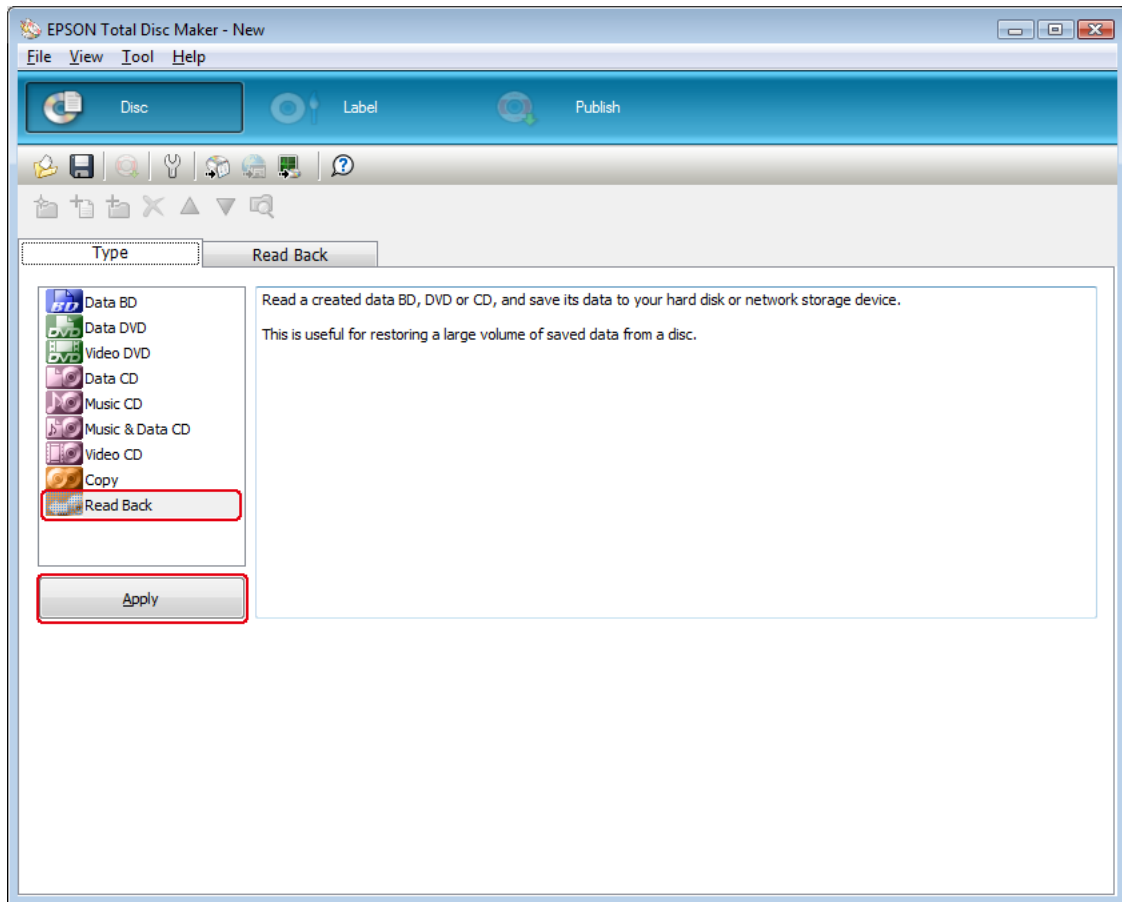 EPSON Total Disc Maker - New
File View Tool Help
Disc Label Publish
Type Read Back
Data BD
Data DVD
Video DVD
Data CD
Music CD
Music & Data CD
Video CD
Copy
Read Back
Apply
Read a created data BD, DVD or CD, and save its data to your hard disk or network storage device.
This is useful for restoring a large volume of saved data from a disc.